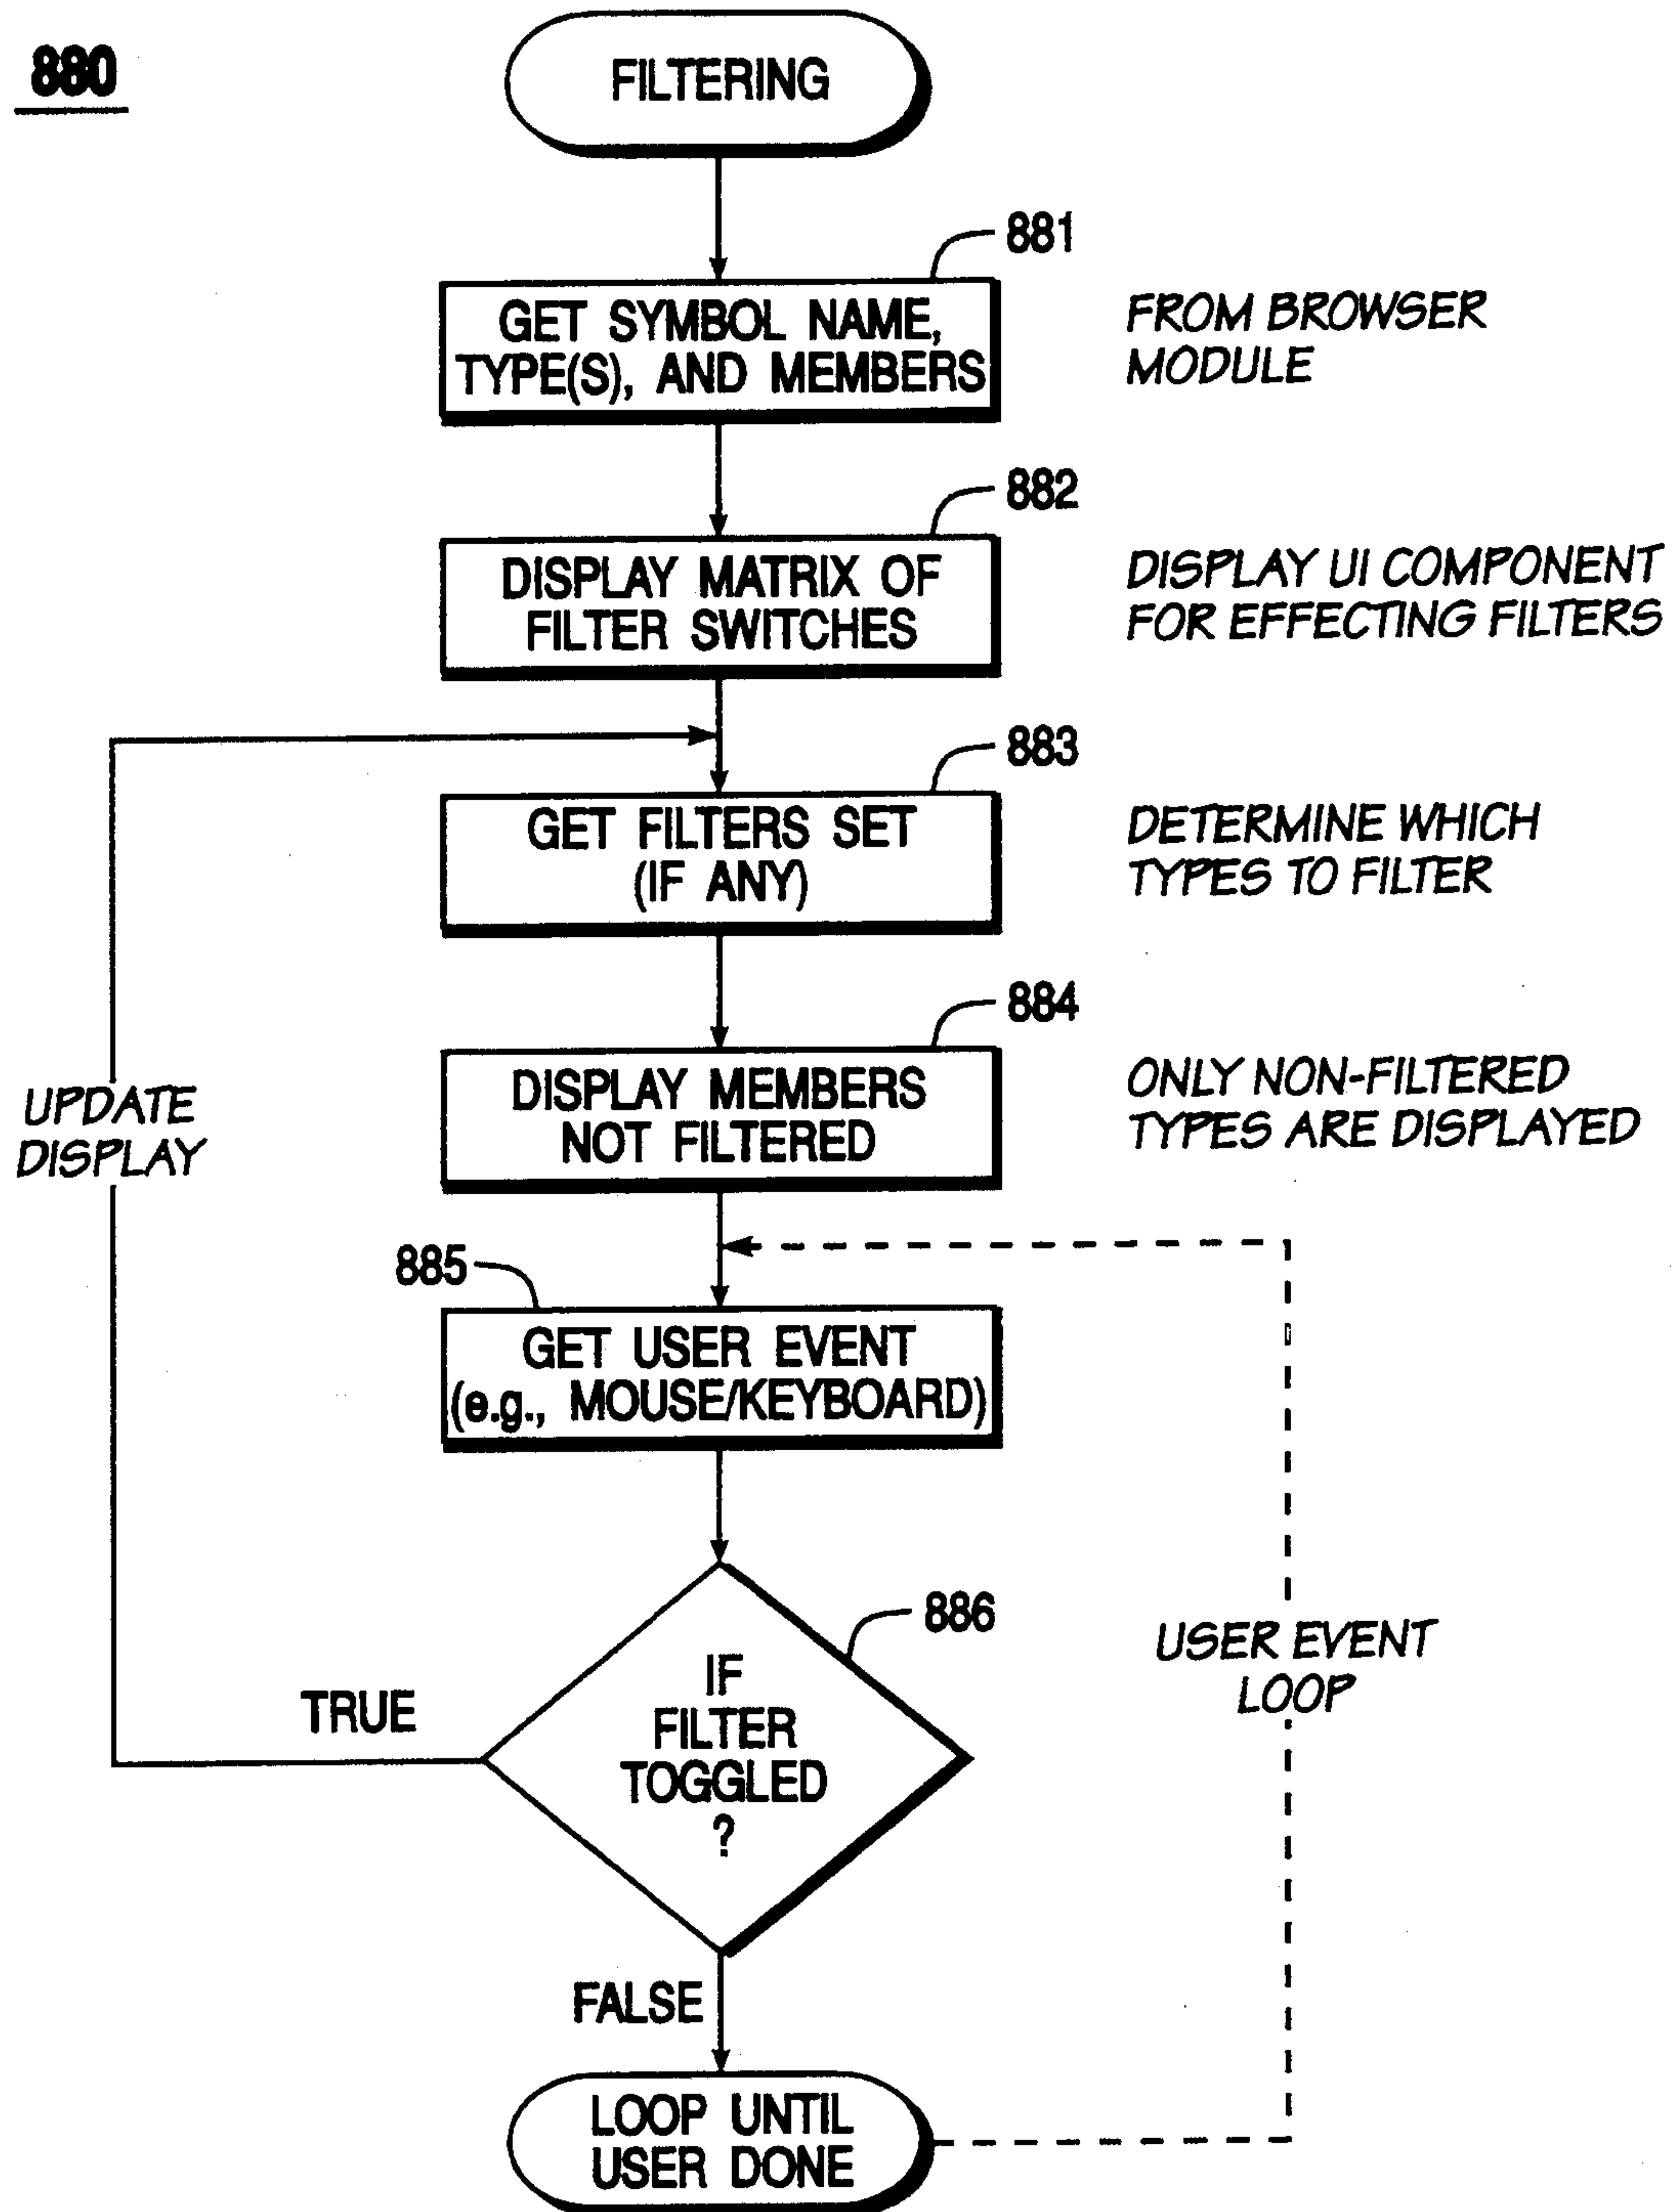 880
FILTERING
881
GET SYMBOL NAME,
TYPE(S), AND MEMBERS
FROM BROWSER
MODULE
882
DISPLAY MATRIX OF
FILTER SWITCHES
DISPLAY UI COMPONENT
FOR EFFECTING FILTERS
883
GET FILTERS SET
(IF ANY)
DETERMINE WHICH
TYPES TO FILTER
884
DISPLAY MEMBERS
NOT FILTERED
ONLY NON-FILTERED
TYPES ARE DISPLAYED
UPDATE
DISPLAY
885
GET USER EVENT
(e.g., MOUSE/KEYBOARD)
886
IF
FILTER
TOGGLED
?
TRUE
USER EVENT
LOOP
FALSE
LOOP UNTIL
USER DONE